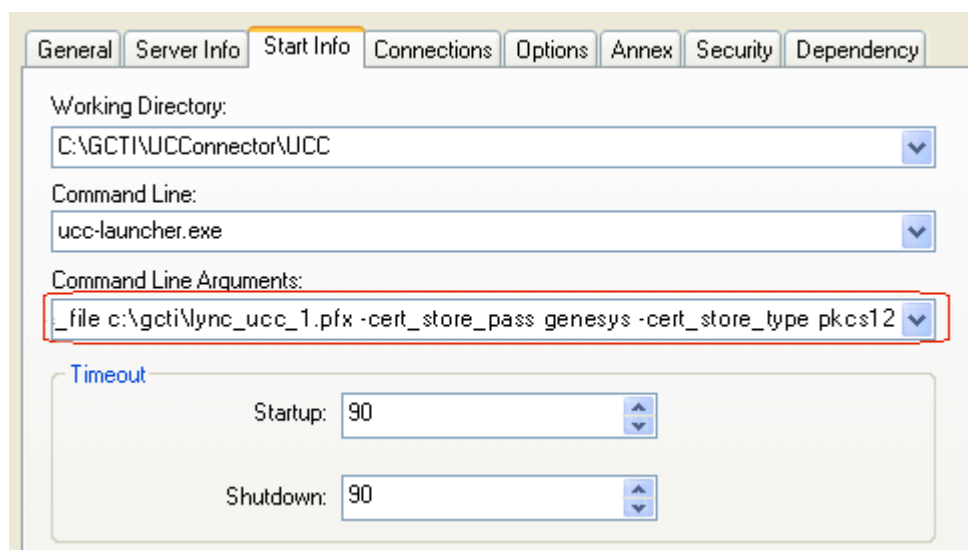 General Server Info Start Info Connections Options Annex Security Dependency
Working Directory:
C:\GCTI\UCConnector\UCC
Command Line:
ucc-launcher.exe
Command Line Arguments:
_file c:\gcti\lync_ucc_1.pfx -cert_store_pass genesys -cert_store_type pkcs12
Timeout
Startup: 90
Shutdown: 90